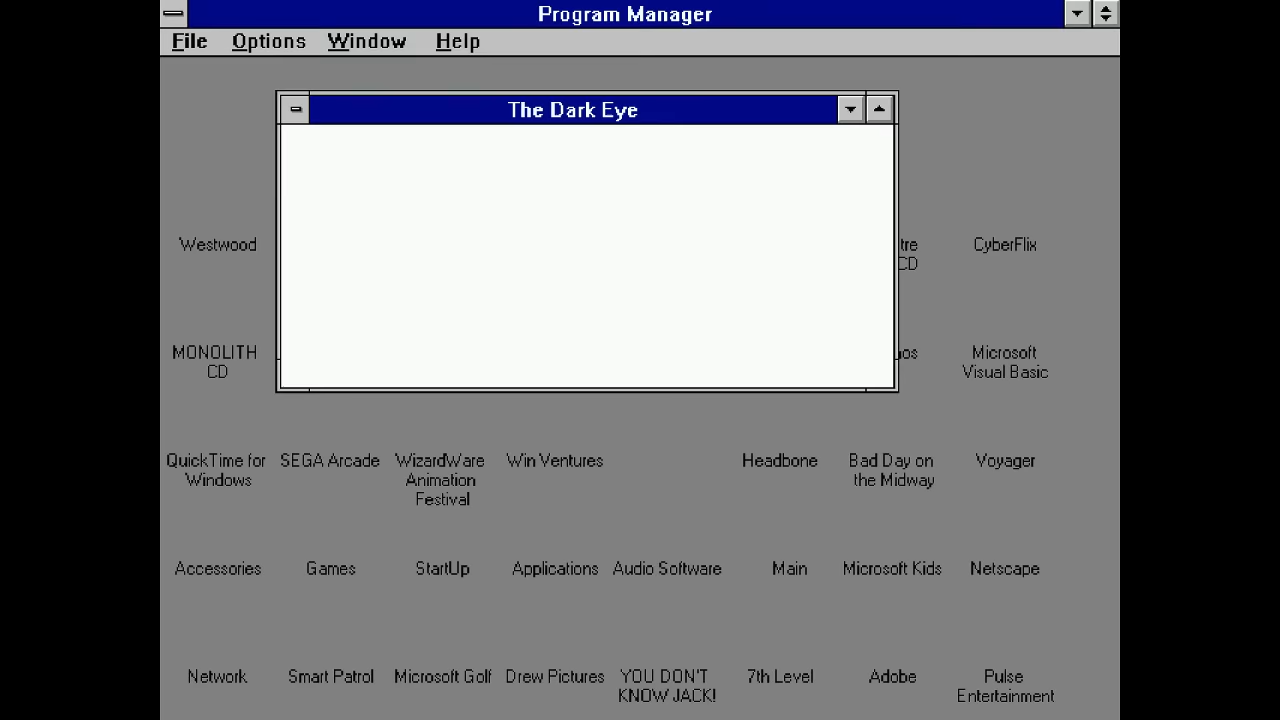 Program Manager
File Options Window Help
The Dark Eye
Westwood
CyberFlix
MONOLITH
CD
Microsoft
Visual Basic
QuickTime for
Windows
SEGA Arcade
WizardWare
Animation
Festival
Win Ventures
Headbone
Bad Day on
the Midway
Voyager
Accessories
Games
StartUp
Applications
Audio Software
Main
Microsoft Kids
Netscape
Network
Smart Patrol
Microsoft Golf
Drew Pictures
YOU DON'T
KNOW JACK!
7th Level
Adobe
Pulse
Entertainment